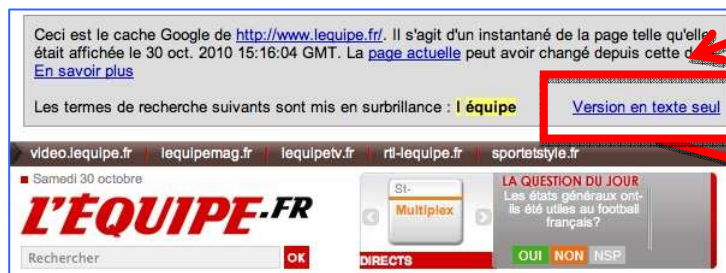 Ceci est le cache Google de http://www.lequipe.fr/. Il s'agit d'un instantané de la page telle qu'elle
était affichée le 30 oct. 2010 15:16:04 GMT. La page actuelle peut avoir changé depuis cette d
En savoir plus
Les termes de recherche suivants sont mis en surbrillance : l équipe Version en texte seul
video.lequipe.fr lequipemag.fr lequipetv.fr rtl-lequipe.fr sportetstyle.fr
Samedi 30 octobre
L'ÉQUIPE.FR
Rechercher OK
St-
Multiplex
DIRECTS
LA QUESTION DU JOUR
Les états généraux ont-
ils été utiles au football
français?
OUI NON NSP